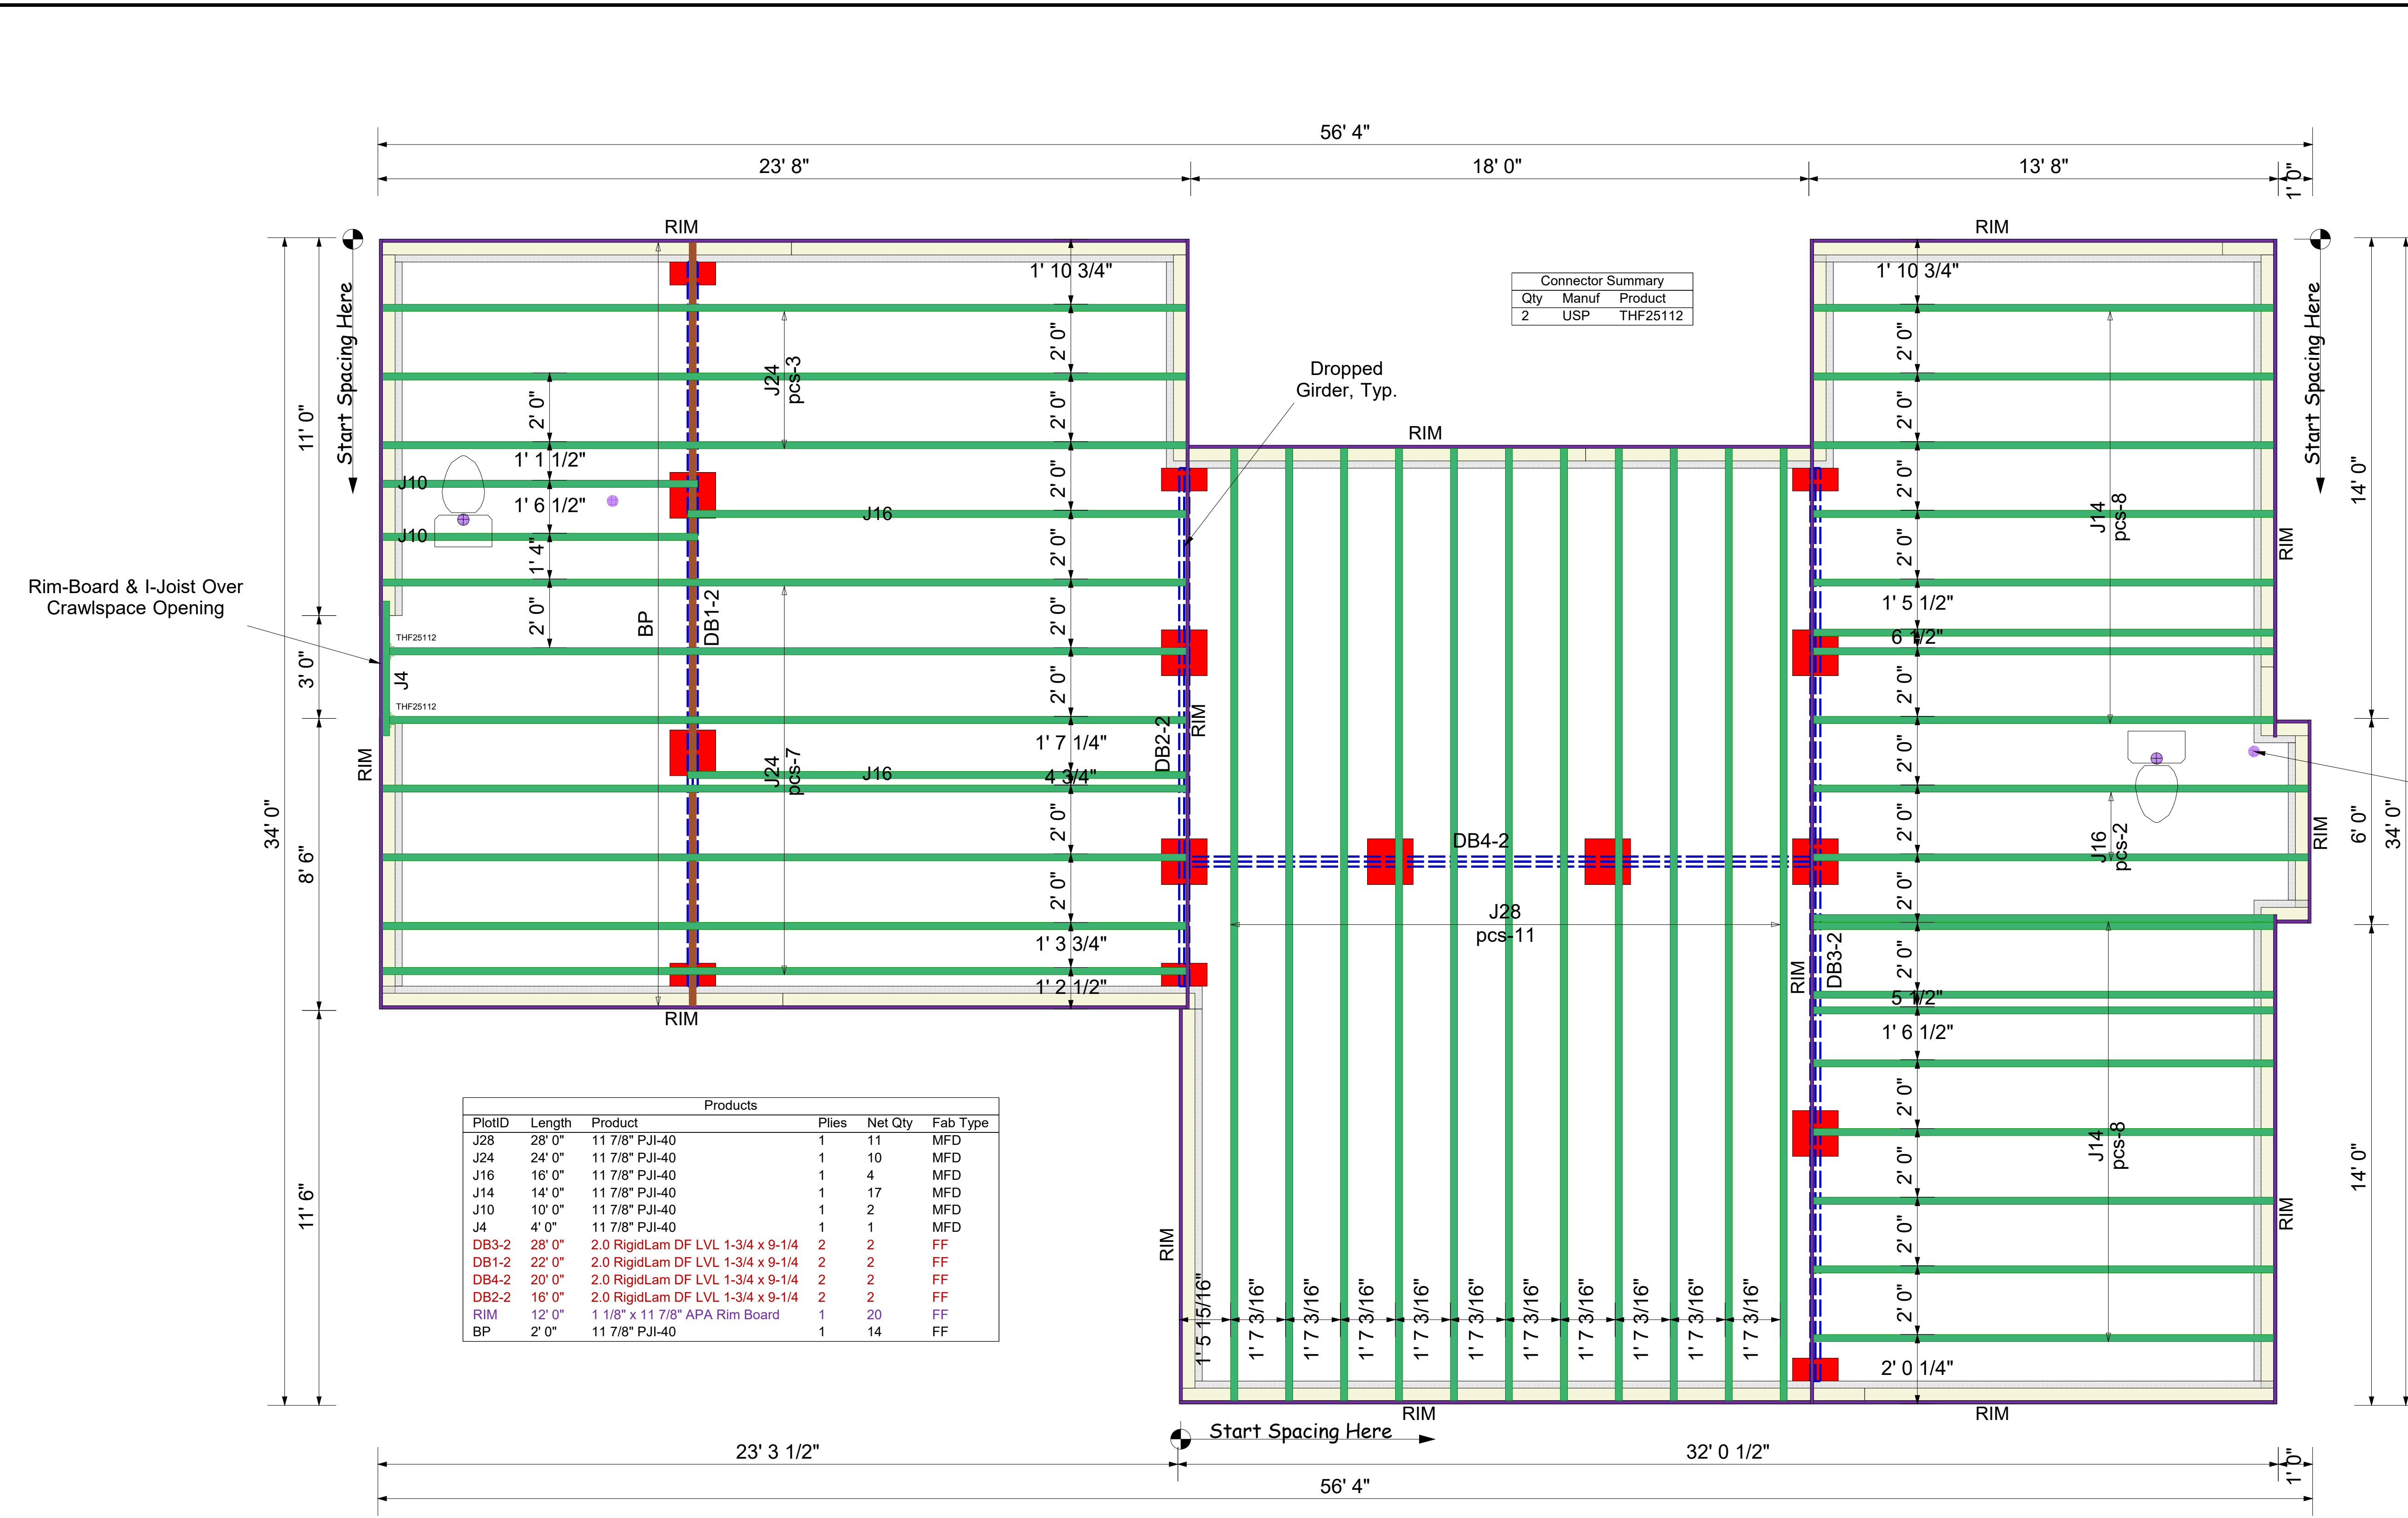 56' 4"
23' 8"
18' 0"
13' 8"
1' 0"
RIM
RIM
Start Spacing Here
Start Spacing Here
1' 10 3/4"
1' 10 3/4"
Connector Summary
Qty Manuf Product
2 USP THF25112
Dropped
Girder, Typ.
RIM
11' 0"
3' 0"
8' 6"
34' 0"
11' 6"
2' 0"
1' 1 1/2"
1' 6 1/2"
1' 4"
2' 0"
J10
J10
J24
pcs-3
J16
BP
DB1-2
Rim-Board & I-Joist Over
Crawlspace Opening
THF25112
J4
THF25112
RIM
J24
pcs-7
J16
2' 0"
2' 0"
2' 0"
2' 0"
2' 0"
2' 0"
1' 7 1/4"
4 3/4"
2' 0"
2' 0"
1' 3 3/4"
1' 2 1/2"
RIM
DB2-2
RIM
DB4-2
J28
pcs-11
RIM
DB3-2
2' 0"
2' 0"
2' 0"
2' 0"
1' 5 1/2"
6 1/2"
2' 0"
2' 0"
2' 0"
2' 0"
2' 0"
5 1/2"
1' 6 1/2"
2' 0"
2' 0"
2' 0"
2' 0"
2' 0 1/4"
J14
pcs-8
J16
pcs-2
J14
pcs-8
RIM
RIM
RIM
14' 0"
6' 0"
34' 0"
14' 0"
Products
PlotID Length Product Plies Net Qty Fab Type
J28 28' 0" 11 7/8" PJI-40 1 11 MFD
J24 24' 0" 11 7/8" PJI-40 1 10 MFD
J16 16' 0" 11 7/8" PJI-40 1 4 MFD
J14 14' 0" 11 7/8" PJI-40 1 17 MFD
J10 10' 0" 11 7/8" PJI-40 1 2 MFD
J4 4' 0" 11 7/8" PJI-40 1 1 MFD
DB3-2 28' 0" 2.0 RigidLam DF LVL 1-3/4 x 9-1/4 2 2 FF
DB1-2 22' 0" 2.0 RigidLam DF LVL 1-3/4 x 9-1/4 2 2 FF
DB4-2 20' 0" 2.0 RigidLam DF LVL 1-3/4 x 9-1/4 2 2 FF
DB2-2 16' 0" 2.0 RigidLam DF LVL 1-3/4 x 9-1/4 2 2 FF
RIM 12' 0" 1 1/8" x 11 7/8" APA Rim Board 1 20 FF
BP 2' 0" 11 7/8" PJI-40 1 14 FF
RIM
1' 5 15/16"
1' 7 3/16"
1' 7 3/16"
1' 7 3/16"
1' 7 3/16"
1' 7 3/16"
1' 7 3/16"
1' 7 3/16"
1' 7 3/16"
1' 7 3/16"
1' 7 3/16"
RIM
RIM
Start Spacing Here
23' 3 1/2"
32' 0 1/2"
1' 0"
56' 4"